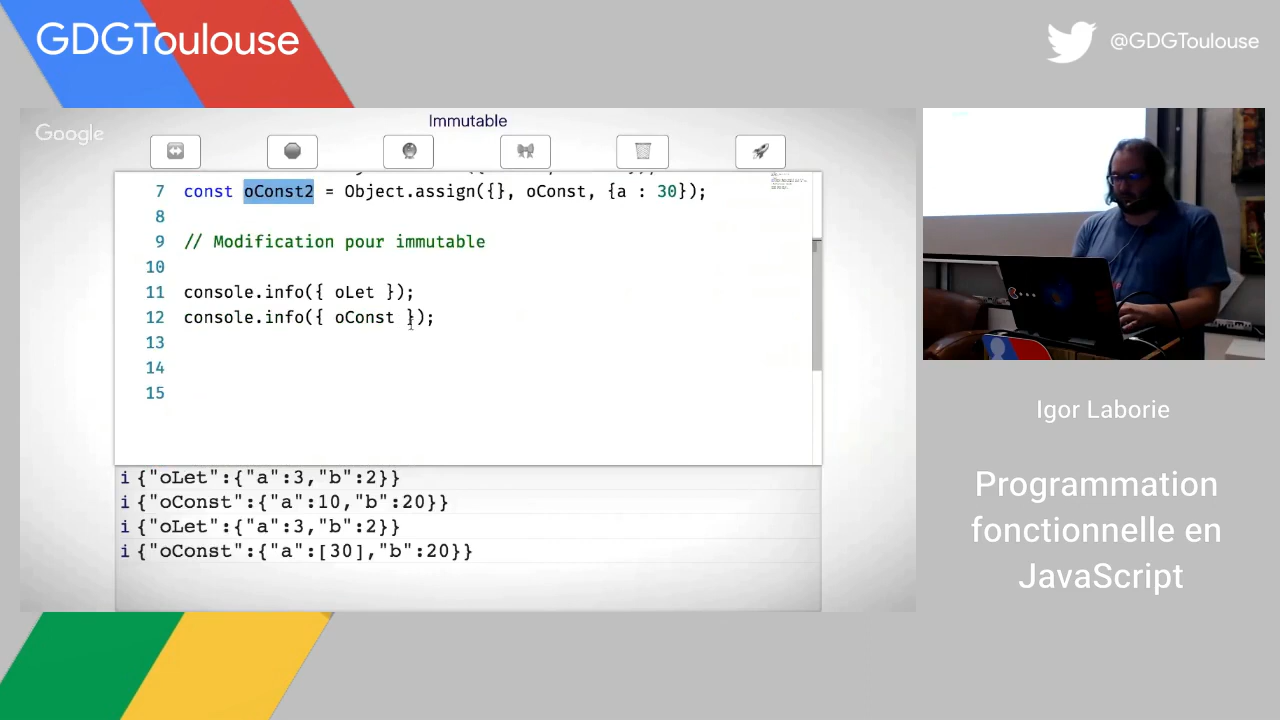 GDGToulouse
@GDGToulouse
Google
Immutable
7 const oConst2 = Object.assign({}, oConst, {a : 30});
8
9 // Modification pour immutable
10
11 console.info({ oLet });
12 console.info({ oConst });
13
14
15
i {"oLet":{"a":3,"b":2}}
i {"oConst":{"a":10,"b":20}}
i {"oLet":{"a":3,"b":2}}
i {"oConst":{"a":[30],"b":20}}
Igor Laborie
Programmation
fonctionnelle en
JavaScript